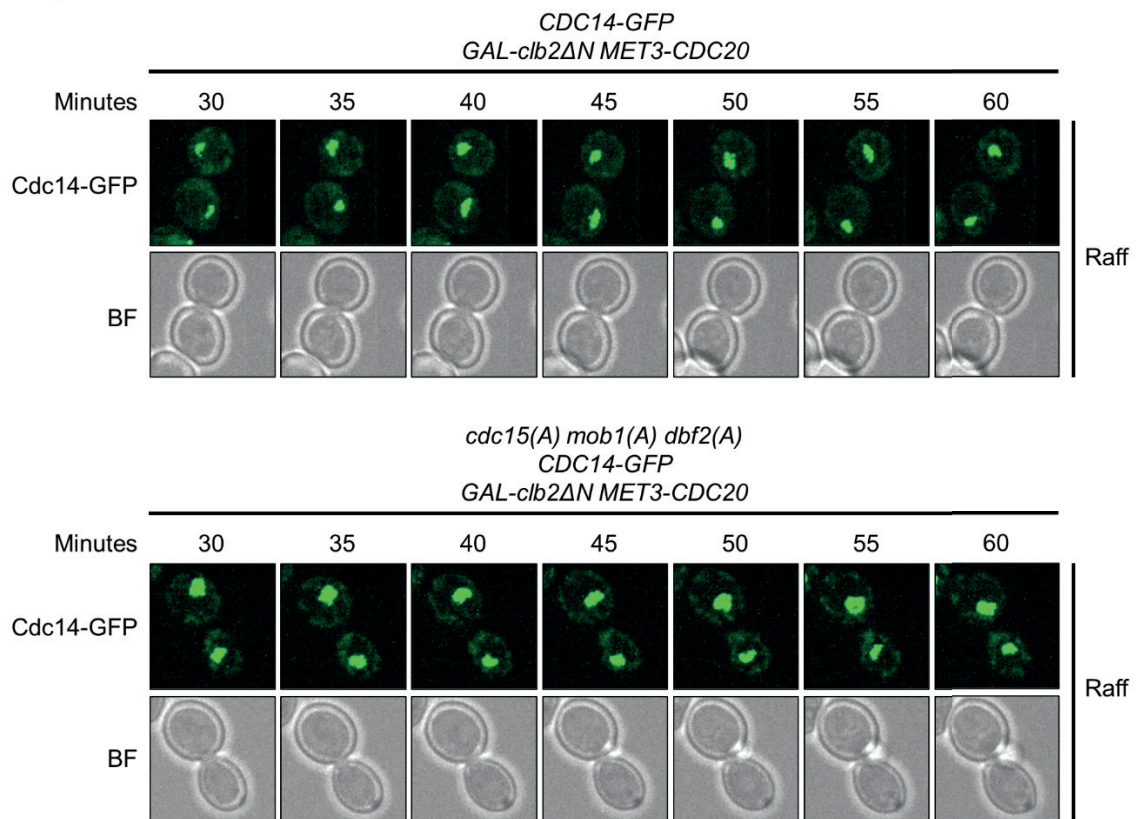 CDC14-GFP
GAL-clb2ΔN MET3-CDC20
Minutes 30 35 40 45 50 55 60
Cdc14-GFP
Raff
BF
cdc15(A) mob1(A) dbf2(A)
CDC14-GFP
GAL-clb2ΔN MET3-CDC20
Minutes 30 35 40 45 50 55 60
Cdc14-GFP
Raff
BF